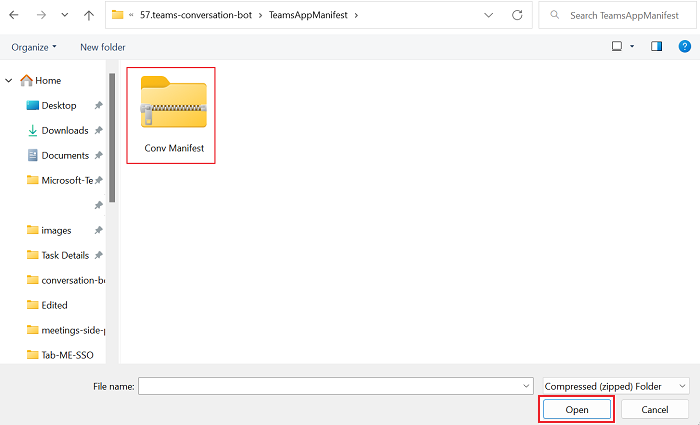 « 57.teams-conversation-bot > TeamsAppManifest >
Search TeamsAppManifest
Organize
New folder
?
Home
Desktop
Downloads
Documents
Microsoft-Te
images
Task Details
conversation-be
Edited
meetings-side-p
Tab-ME-SSO
Conv Manifest
File name:
Compressed (zipped) Folder
Open
Cancel